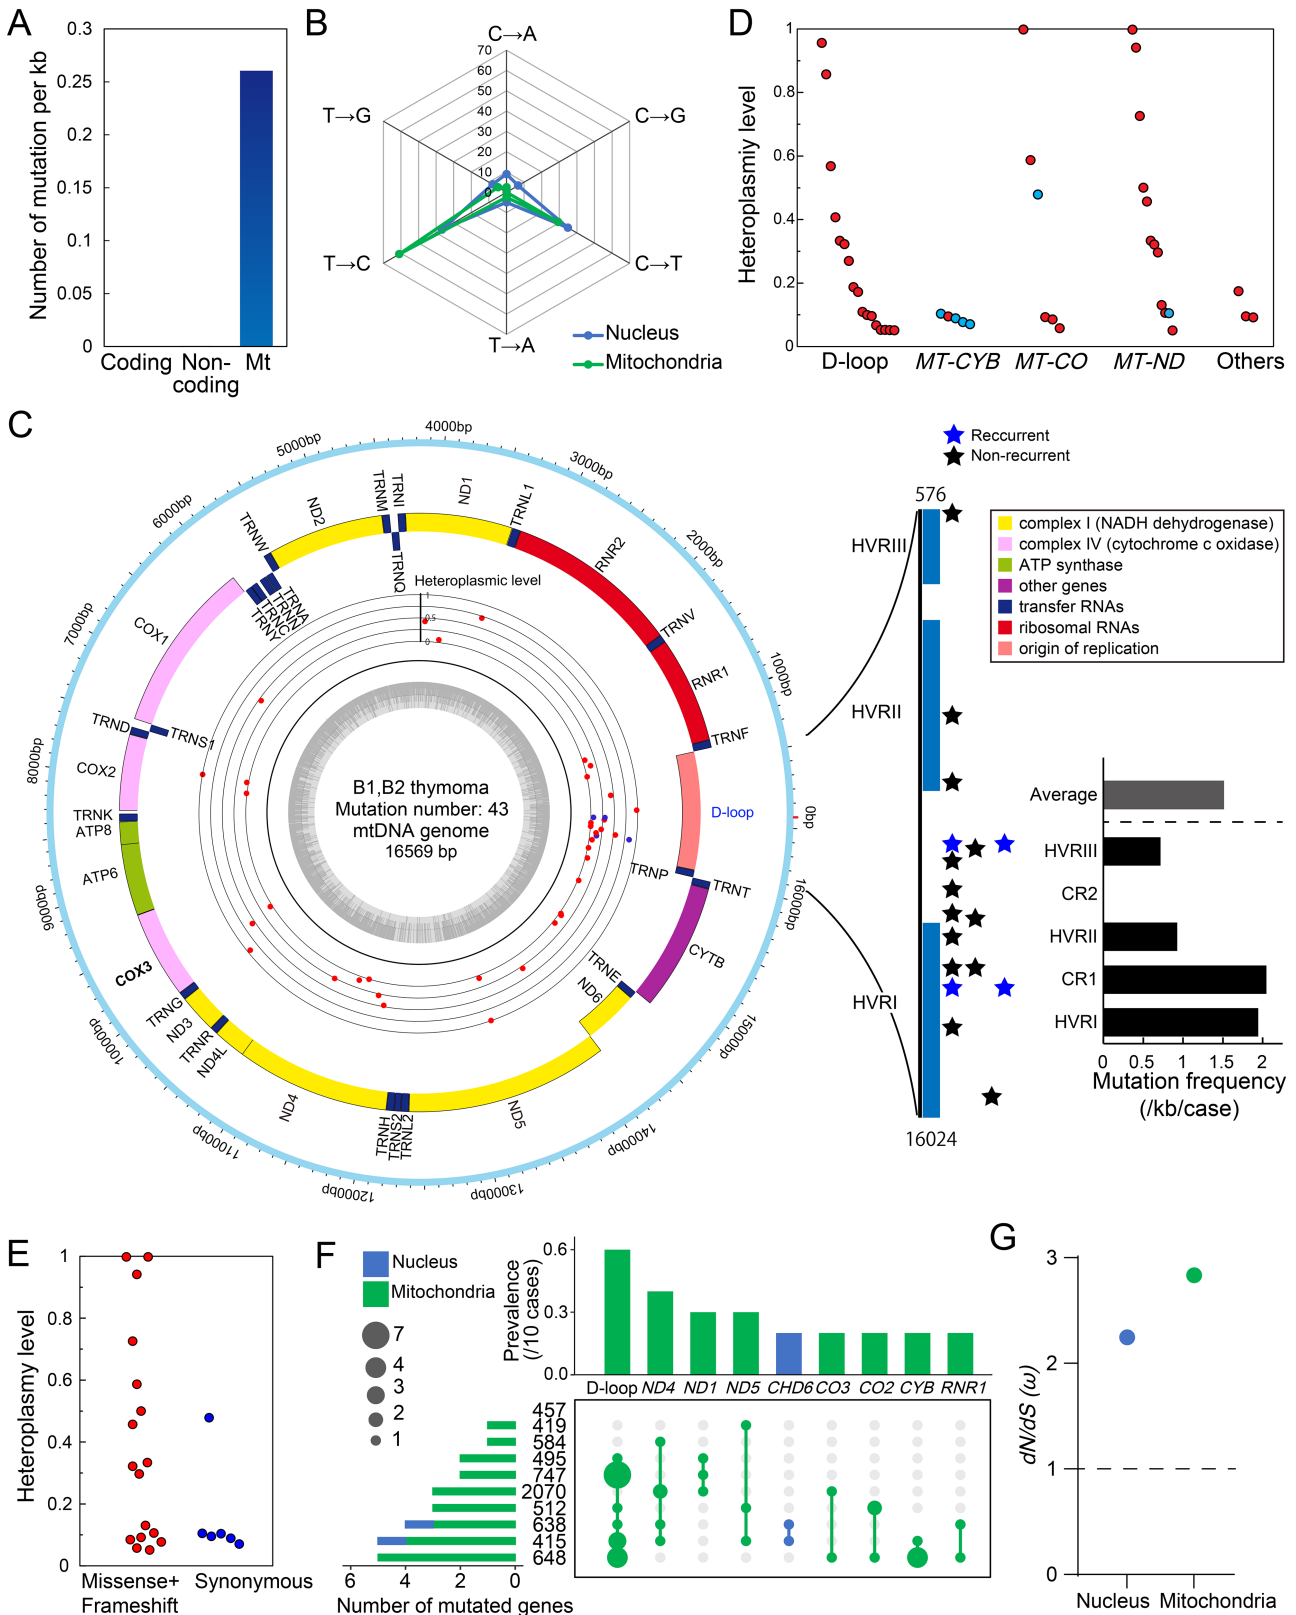 A
Number of mutation per kb
0.3
0.25
0.2
0.15
0.1
0.05
0
Coding
Non-coding
Mt
B
C→A
C→G
C→T
T→A
T→C
T→G
70
60
50
40
30
20
10
0
Nucleus
Mitochondria
D
Heteroplasmiy level
1
0.8
0.6
0.4
0.2
0
D-loop
MT-CYB
MT-CO
MT-ND
Others
C
0bp
1000bp
2000bp
3000bp
4000bp
5000bp
6000bp
7000bp
8000bp
9000bp
10000bp
11000bp
12000bp
13000bp
14000bp
15000bp
16000bp
TRNI
TRNM
ND2
TRNW
TRNA
TRNN
TRNC
TRNY
COX1
TRND
TRNS1
COX2
TRNK
ATP8
ATP6
COX3
TRNG
ND3
TRNR
ND4L
ND4
TRNH
TRNS2
TRNL2
ND5
ND6
TRNE
CYTB
TRNT
TRNP
D-loop
TRNF
RNR1
TRNV
RNR2
TRNL1
ND1
TRNQ
Heteroplasmic level
1
0.5
0
B1,B2 thymoma
Mutation number: 43
mtDNA genome
16569 bp
Reccurrent
Non-recurrent
576
HVRIII
HVRII
HVRI
16024
complex I (NADH dehydrogenase)
complex IV (cytochrome c oxidase)
ATP synthase
other genes
transfer RNAs
ribosomal RNAs
origin of replication
Average
HVRIII
CR2
HVRII
CR1
HVRI
0 0.5 1 1.5 2
Mutation frequency
(/kb/case)
E
Heteroplasmy level
1
0.8
0.6
0.4
0.2
0
Missense+
Frameshift
Synonymous
F
Nucleus
Mitochondria
7
4
3
2
1
Prevalence
(/10 cases)
0.6
0.3
0.0
D-loop ND4 ND1 ND5 CHD6 CO3 CO2 CYB RNR1
457
419
584
495
747
2070
512
638
415
648
6 4 2 0
Number of mutated genes
G
dN/dS (ω)
3
2
1
0
Nucleus Mitochondria